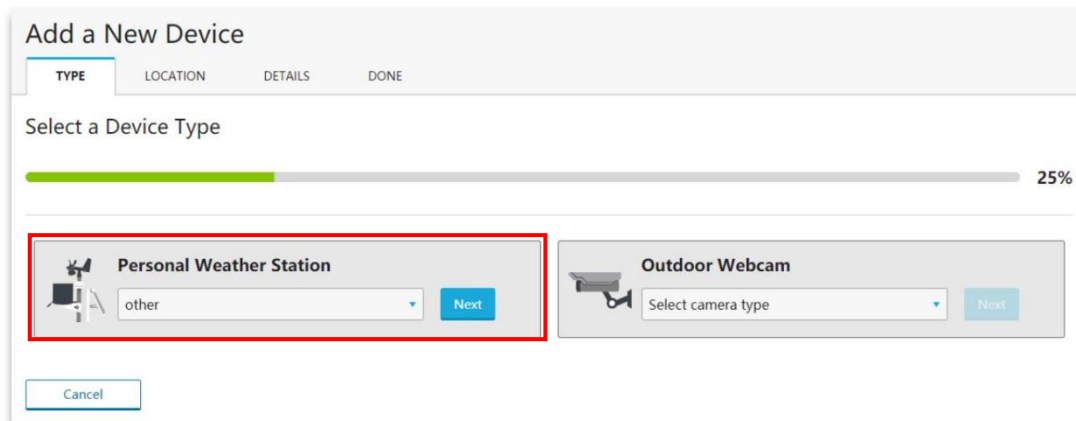 Add a New Device
TYPE LOCATION DETAILS DONE
Select a Device Type
25%
Personal Weather Station
other Next
Outdoor Webcam
Select camera type Next
Cancel